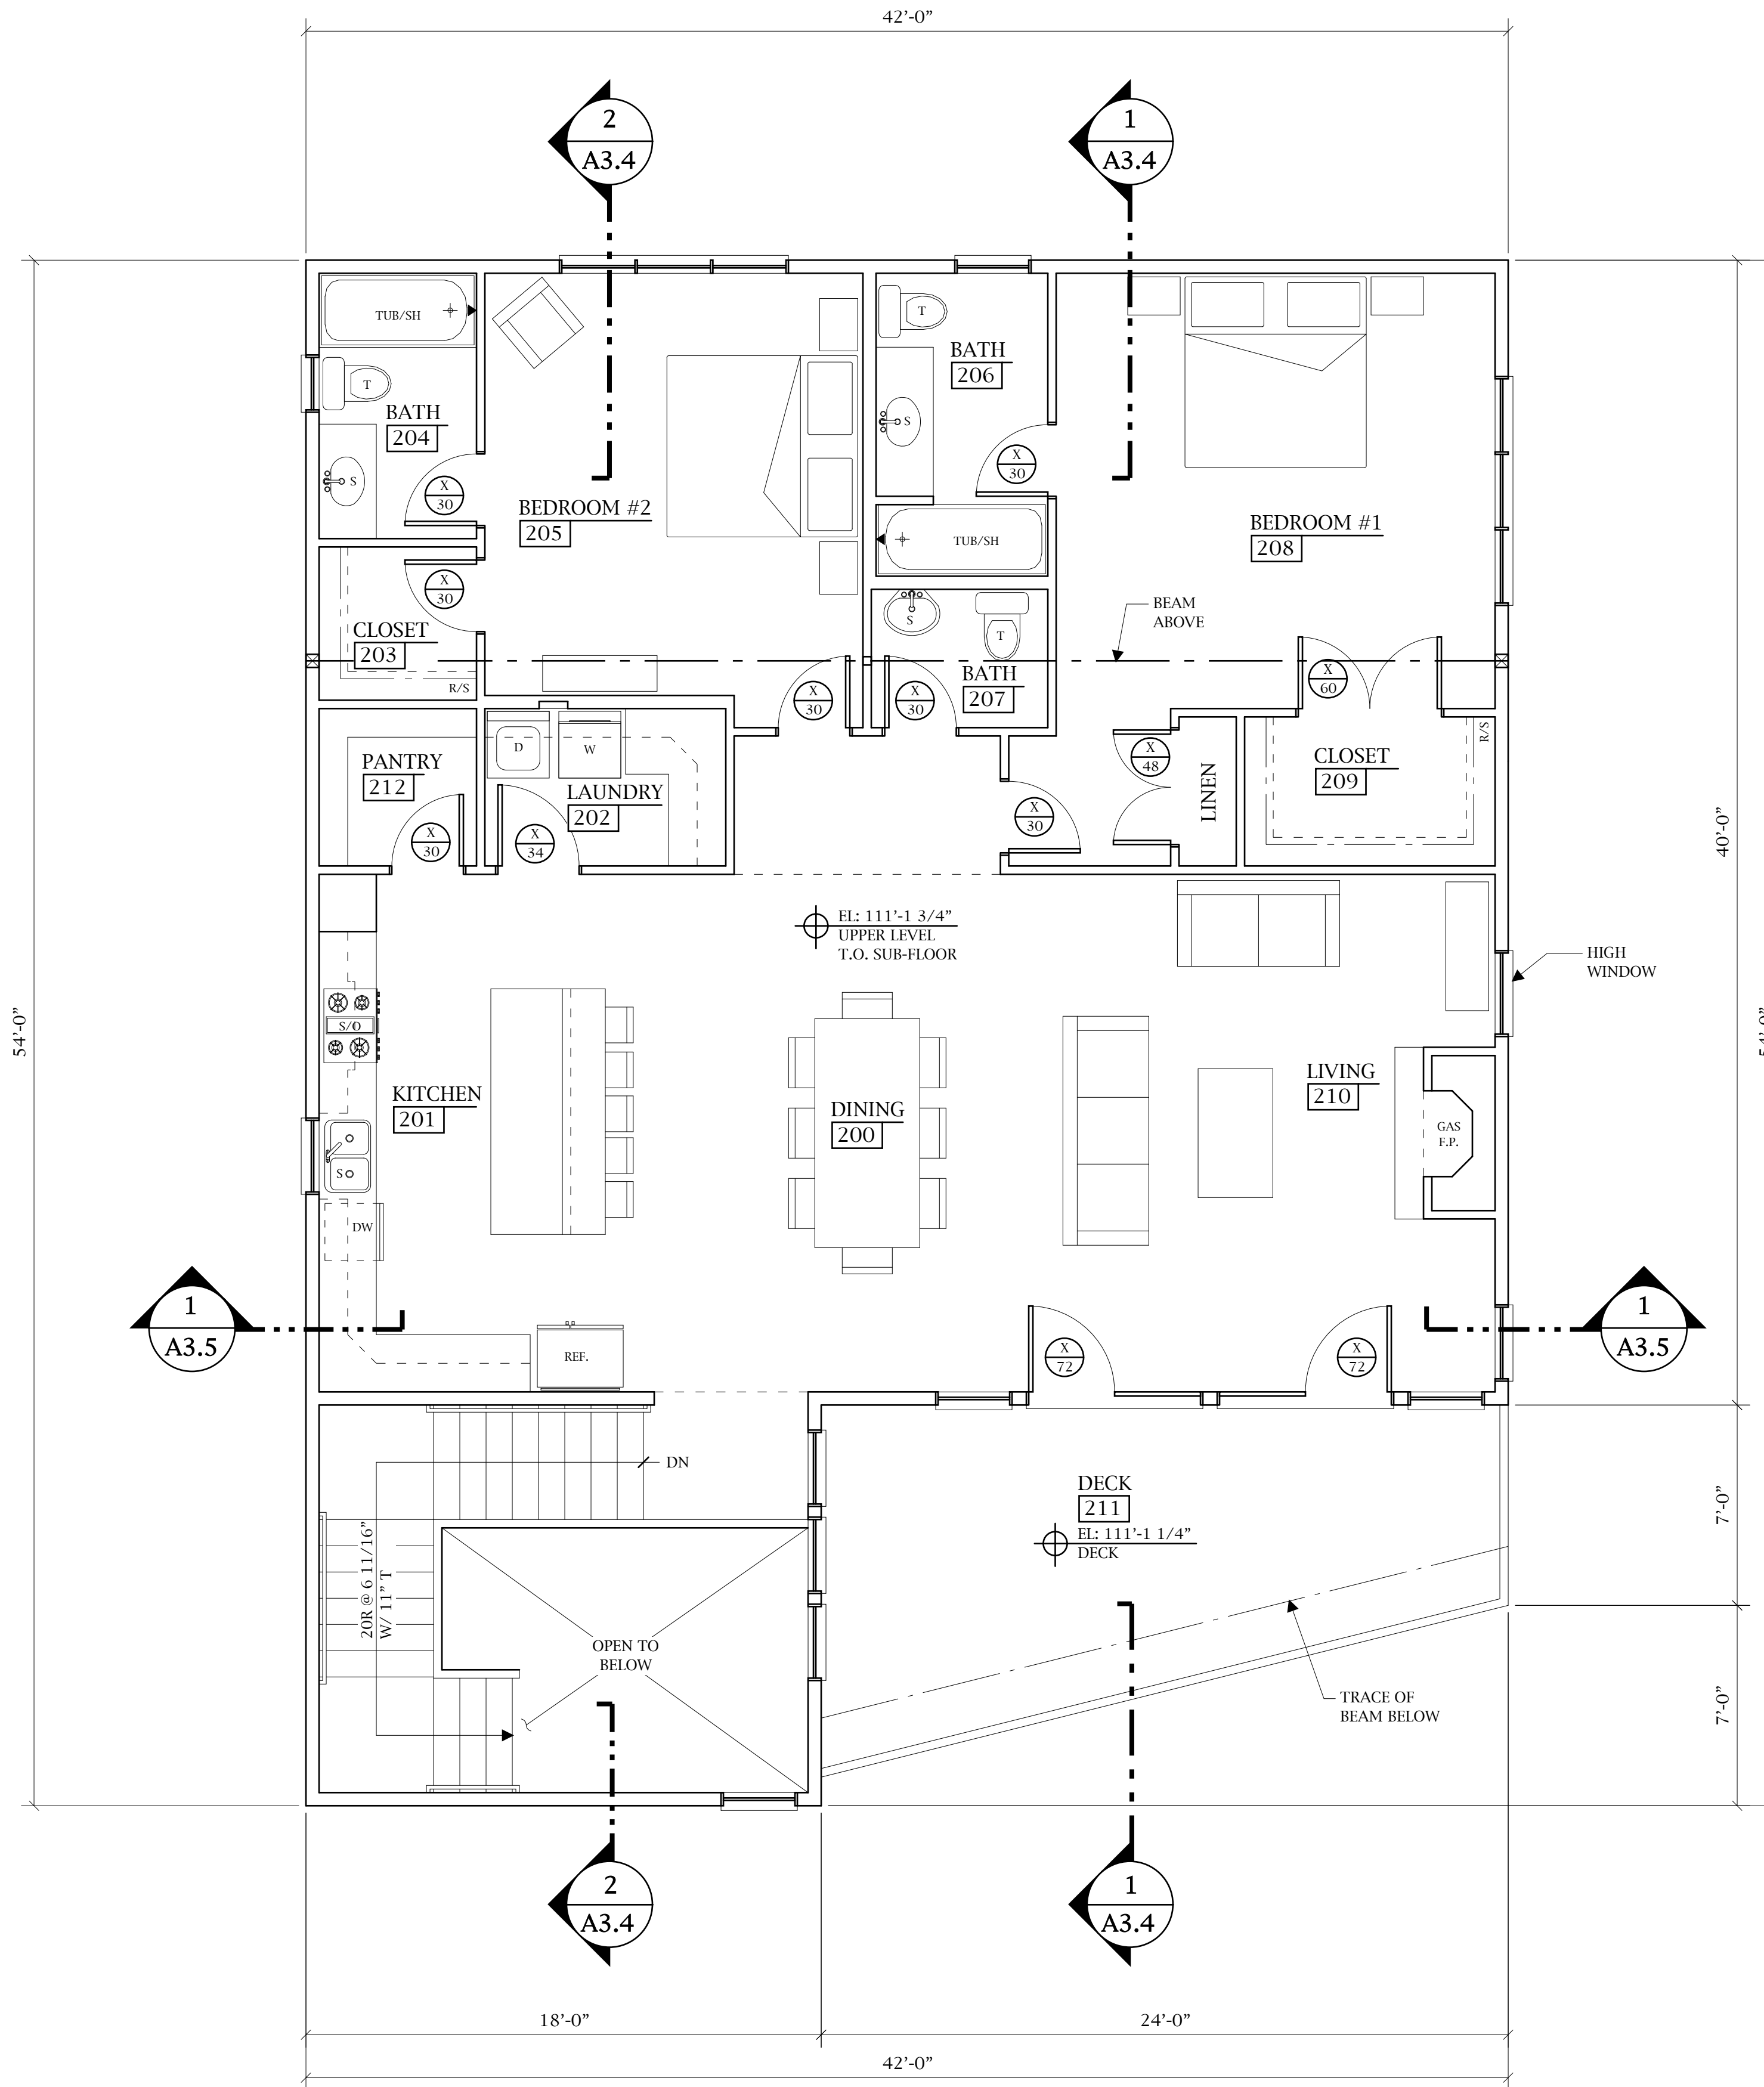 42'-0"
2
A3.4
1
A3.4
TUB/SH
T
BATH
204
S
X
30
BEDROOM #2
205
T
BATH
206
S
X
30
TUB/SH
BEDROOM #1
208
X
30
CLOSET
203
R/S
S
T
BATH
207
BEAM
ABOVE
X
30
X
30
X
60
PANTRY
212
X
30
D
W
LAUNDRY
202
X
34
X
30
X
48
LINEN
CLOSET
209
R/S
40'-0"
54'-0"
54'-0"
EL: 111'-1 3/4"
UPPER LEVEL
T.O. SUB-FLOOR
HIGH
WINDOW
S/O
KITCHEN
201
S
DW
DINING
200
LIVING
210
GAS
F.P.
1
A3.5
REF.
X
72
X
72
1
A3.5
DN
20R @ 6 11/16"
W/ 11" T
OPEN TO
BELOW
DECK
211
EL: 111'-1 1/4"
DECK
7'-0"
TRACE OF
BEAM BELOW
7'-0"
2
A3.4
1
A3.4
18'-0"
24'-0"
42'-0"